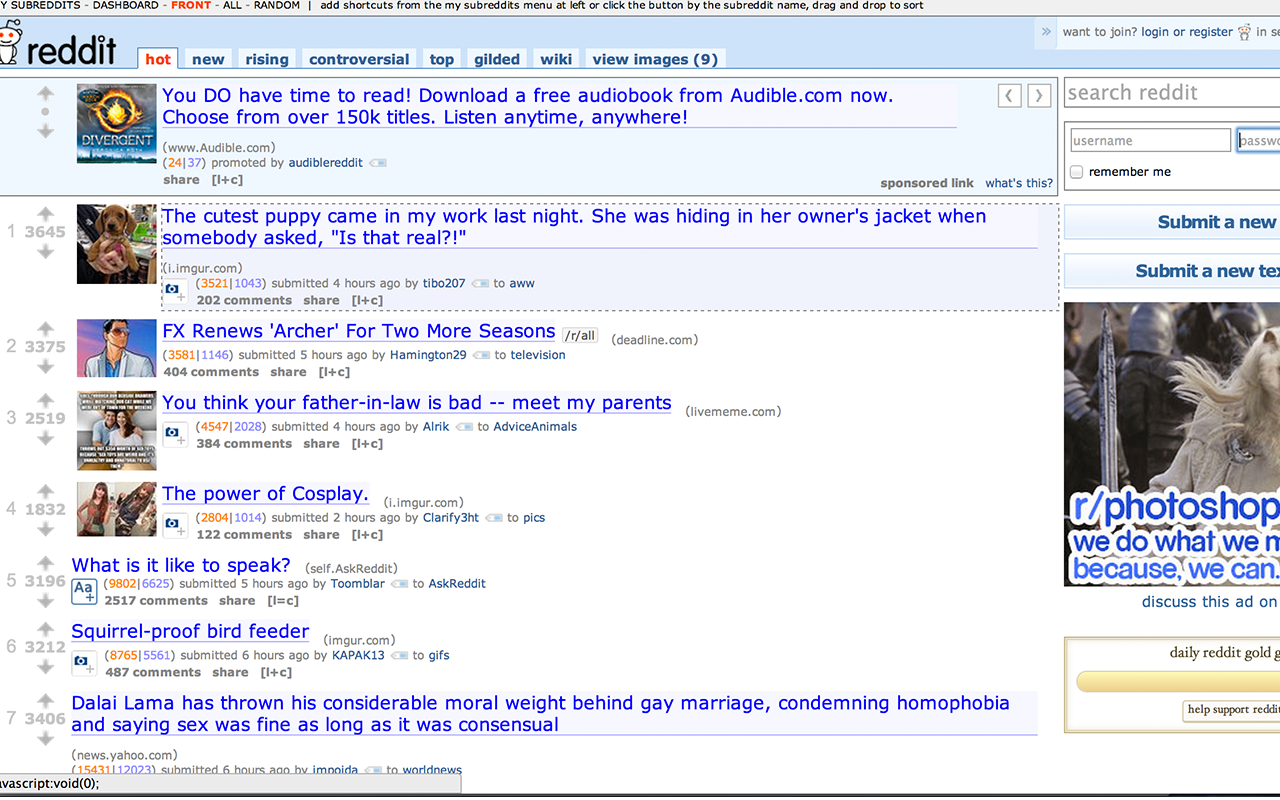 Y SUBREDDITS - DASHBOARD - FRONT - ALL - RANDOM | add shortcuts from the my subreddits menu at left or click the button by the subreddit name, drag and drop to sort
reddit hot new rising controversial top gilded wiki view images (9)
» want to join? login or register in se
You DO have time to read! Download a free audiobook from Audible.com now.
Choose from over 150k titles. Listen anytime, anywhere!
(www.Audible.com)
(24|37) promoted by audiblereddit
share [l+c]
sponsored link what's this?
DIVERGENT
VERONICA ROTH
1 3645
The cutest puppy came in my work last night. She was hiding in her owner's jacket when
somebody asked, "Is that real?!"
(i.imgur.com)
(3521|1043) submitted 4 hours ago by tibo207 to aww
202 comments share [l+c]
2 3375
FX Renews 'Archer' For Two More Seasons /r/all (deadline.com)
(3581|1146) submitted 5 hours ago by Hamington29 to television
404 comments share [l+c]
3 2519
You think your father-in-law is bad -- meet my parents (livememe.com)
(4547|2028) submitted 4 hours ago by Alrik to AdviceAnimals
384 comments share [l+c]
4 1832
The power of Cosplay. (i.imgur.com)
(2804|1014) submitted 2 hours ago by Clarify3ht to pics
122 comments share [l+c]
5 3196
What is it like to speak? (self.AskReddit)
Aa (9802|6625) submitted 5 hours ago by Toomblar to AskReddit
2517 comments share [l=c]
6 3212
Squirrel-proof bird feeder (imgur.com)
(8765|5561) submitted 6 hours ago by KAPAK13 to gifs
487 comments share [l+c]
7 3406
Dalai Lama has thrown his considerable moral weight behind gay marriage, condemning homophobia
and saying sex was fine as long as it was consensual
(news.yahoo.com)
(15431|12023) submitted 6 hours ago by impoida to worldnews
avascript:void(0);
search reddit
username passwo
remember me
Submit a new
Submit a new tex
r/photoshop
we do what we m
because, we can.
discuss this ad on
daily reddit gold g
help support reddit